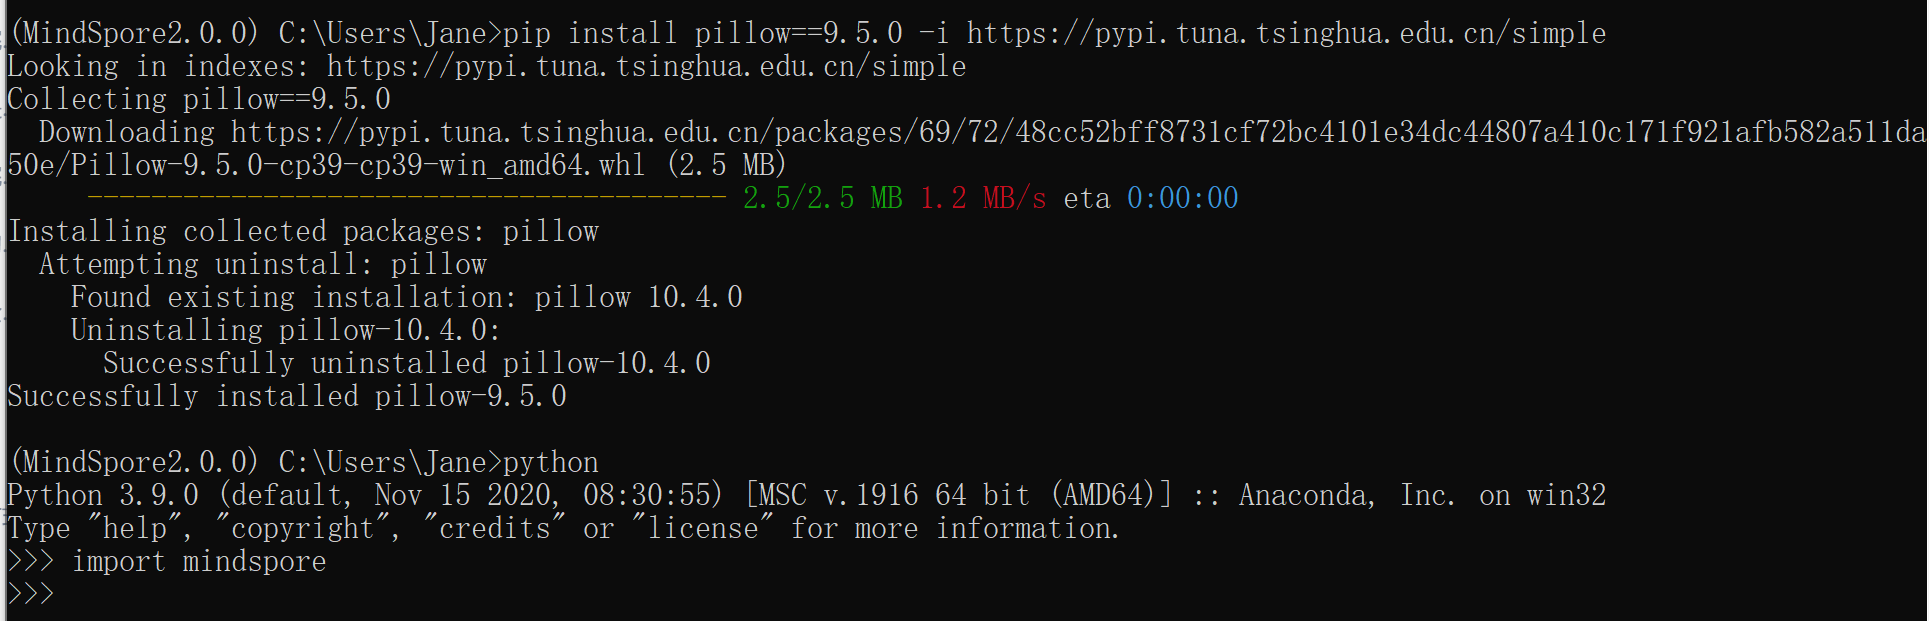 (MindSpore2.0.0) C:\Users\Jane>pip install pillow==9.5.0 -i https://pypi.tuna.tsinghua.edu.cn/simple
Looking in indexes: https://pypi.tuna.tsinghua.edu.cn/simple
Collecting pillow==9.5.0
  Downloading https://pypi.tuna.tsinghua.edu.cn/packages/69/72/48cc52bff8731cf72bc4101e34dc44807a410c171f921afb582a511da
50e/Pillow-9.5.0-cp39-cp39-win_amd64.whl (2.5 MB)
     ---------------------------------------- 2.5/2.5 MB 1.2 MB/s eta 0:00:00
Installing collected packages: pillow
  Attempting uninstall: pillow
    Found existing installation: pillow 10.4.0
    Uninstalling pillow-10.4.0:
      Successfully uninstalled pillow-10.4.0
Successfully installed pillow-9.5.0
(MindSpore2.0.0) C:\Users\Jane>python
Python 3.9.0 (default, Nov 15 2020, 08:30:55) [MSC v.1916 64 bit (AMD64)] :: Anaconda, Inc. on win32
Type "help", "copyright", "credits" or "license" for more information.
>>> import mindspore
>>>